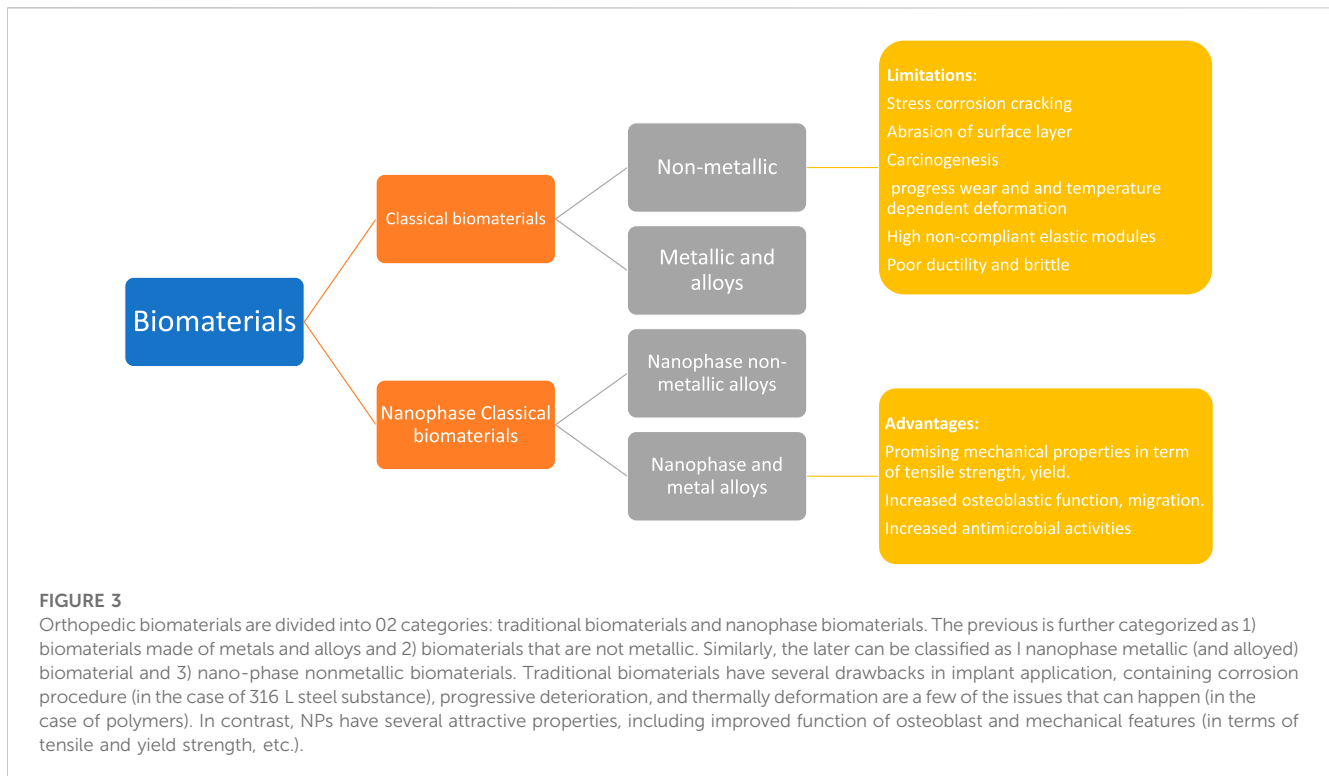 Biomaterials
Classical biomaterials
Nanophase Classical
biomaterials
Non-metallic
Metallic and
alloys
Nanophase non-
metallic alloys
Nanophase and
metal alloys
Limitations:
Stress corrosion cracking
Abrasion of surface layer
Carcinogenesis
progress wear and and temperature
dependent deformation
High non-compliant elastic modules
Poor ductility and brittle
Advantages:
Promising mechanical properties in term
of tensile strength, yield.
Increased osteoblastic function, migration.
Increased antimicrobial activities
FIGURE 3
Orthopedic biomaterials are divided into 02 categories: traditional biomaterials and nanophase biomaterials. The previous is further categorized as 1)
biomaterials made of metals and alloys and 2) biomaterials that are not metallic. Similarly, the later can be classified as I nanophase metallic (and alloyed)
biomaterial and 3) nano-phase nonmetallic biomaterials. Traditional biomaterials have several drawbacks in implant application, containing corrosion
procedure (in the case of 316 L steel substance), progressive deterioration, and thermally deformation are a few of the issues that can happen (in the
case of polymers). In contrast, NPs have several attractive properties, including improved function of osteoblast and mechanical features (in terms of
tensile and yield strength, etc.).